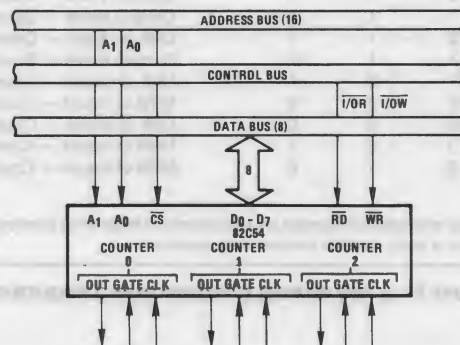 ADDRESS BUS (16)
A1 A0
CONTROL BUS
I/OR I/OW
DATA BUS (8)
8
A1 A0 CS D0 - D7 RD WR
82C54
COUNTER COUNTER COUNTER
0 1 2
OUT GATE CLK OUT GATE CLK OUT GATE CLK